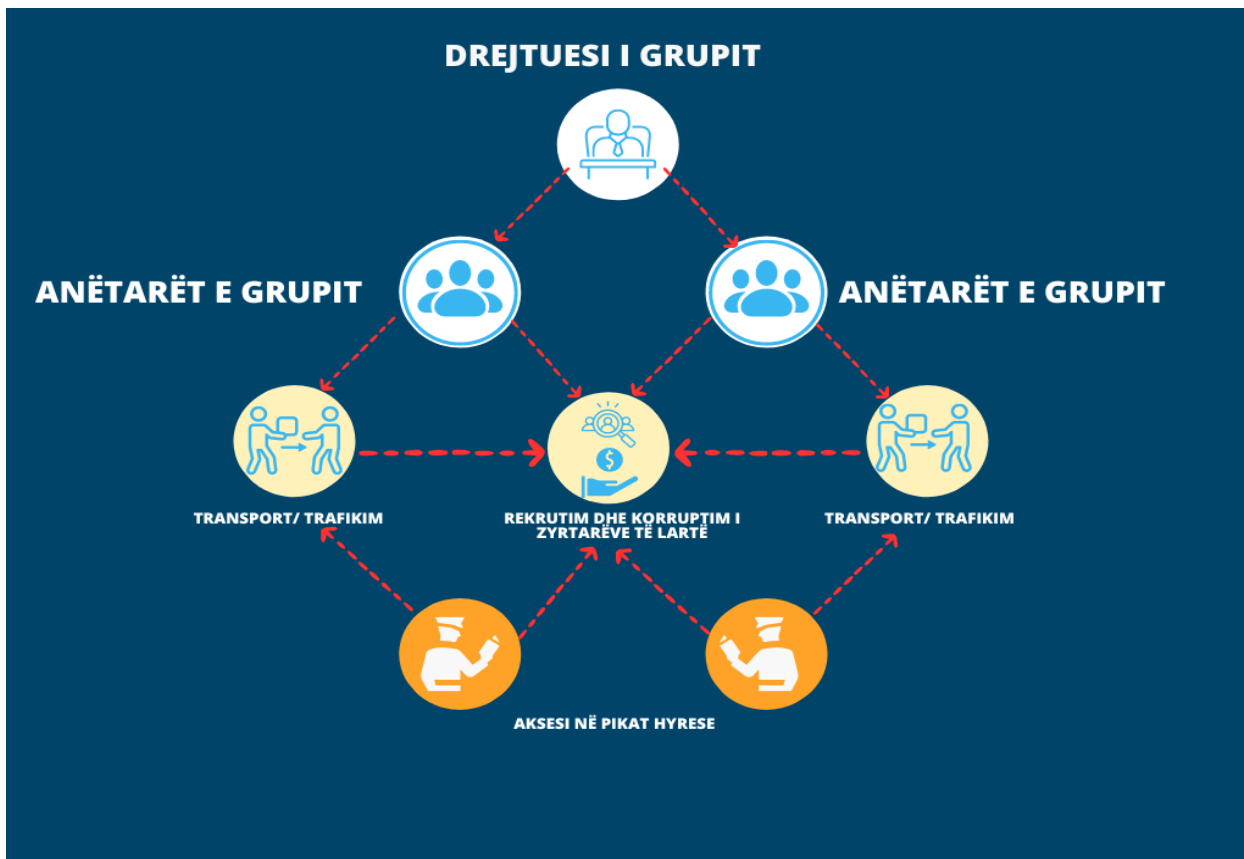 DREJTUESI I GRUPIT
ANËTARËT E GRUPIT
ANËTARËT E GRUPIT
TRANSPORT/ TRAFIKIM
REKRUTIM DHE KORRUPTIM I
ZYRTARËVE TË LARTË
TRANSPORT/ TRAFIKIM
AKSESI NË PIKAT HYRESE